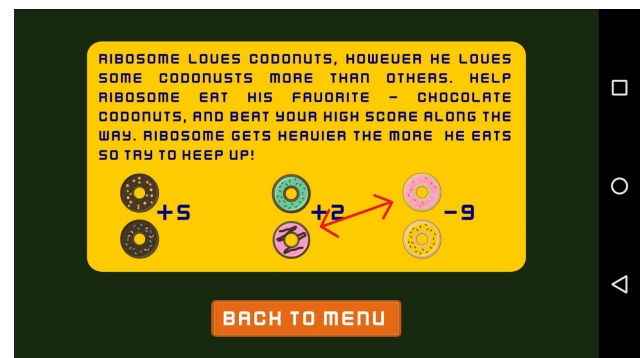 RIBOSOME LOVES CODONUTS, HOWEVER HE LOVES
SOME CODONUSTS MORE THAN OTHERS. HELP
RIBOSOME EAT HIS FAVORITE - CHOCOLATE
CODONUTS, AND BEAT YOUR HIGH SCORE ALONG THE
WAY. RIBOSOME GETS HEAVIER THE MORE HE EATS
SO TRY TO KEEP UP!
+5 +2 -9
BACK TO MENU